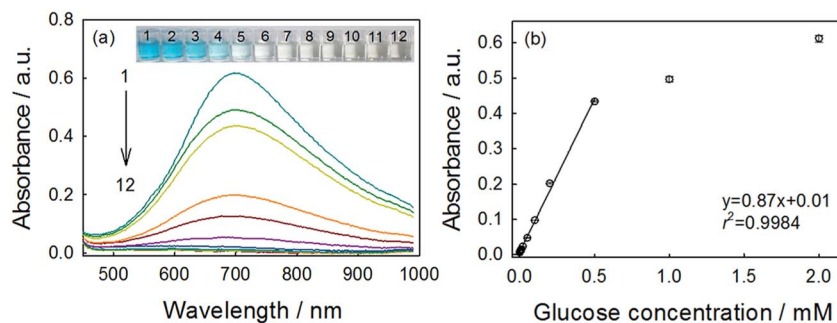 (a)
1 2 3 4 5 6 7 8 9 10 11 12
1
12
0.8
0.6
0.4
0.2
0.0
Absorbance / a.u.
500 600 700 800 900 1000
Wavelength / nm
(b)
0.6
0.5
0.4
0.3
0.2
0.1
0.0
Absorbance / a.u.
y=0.87x+0.01
r²=0.9984
0.0 0.5 1.0 1.5 2.0
Glucose concentration / mM